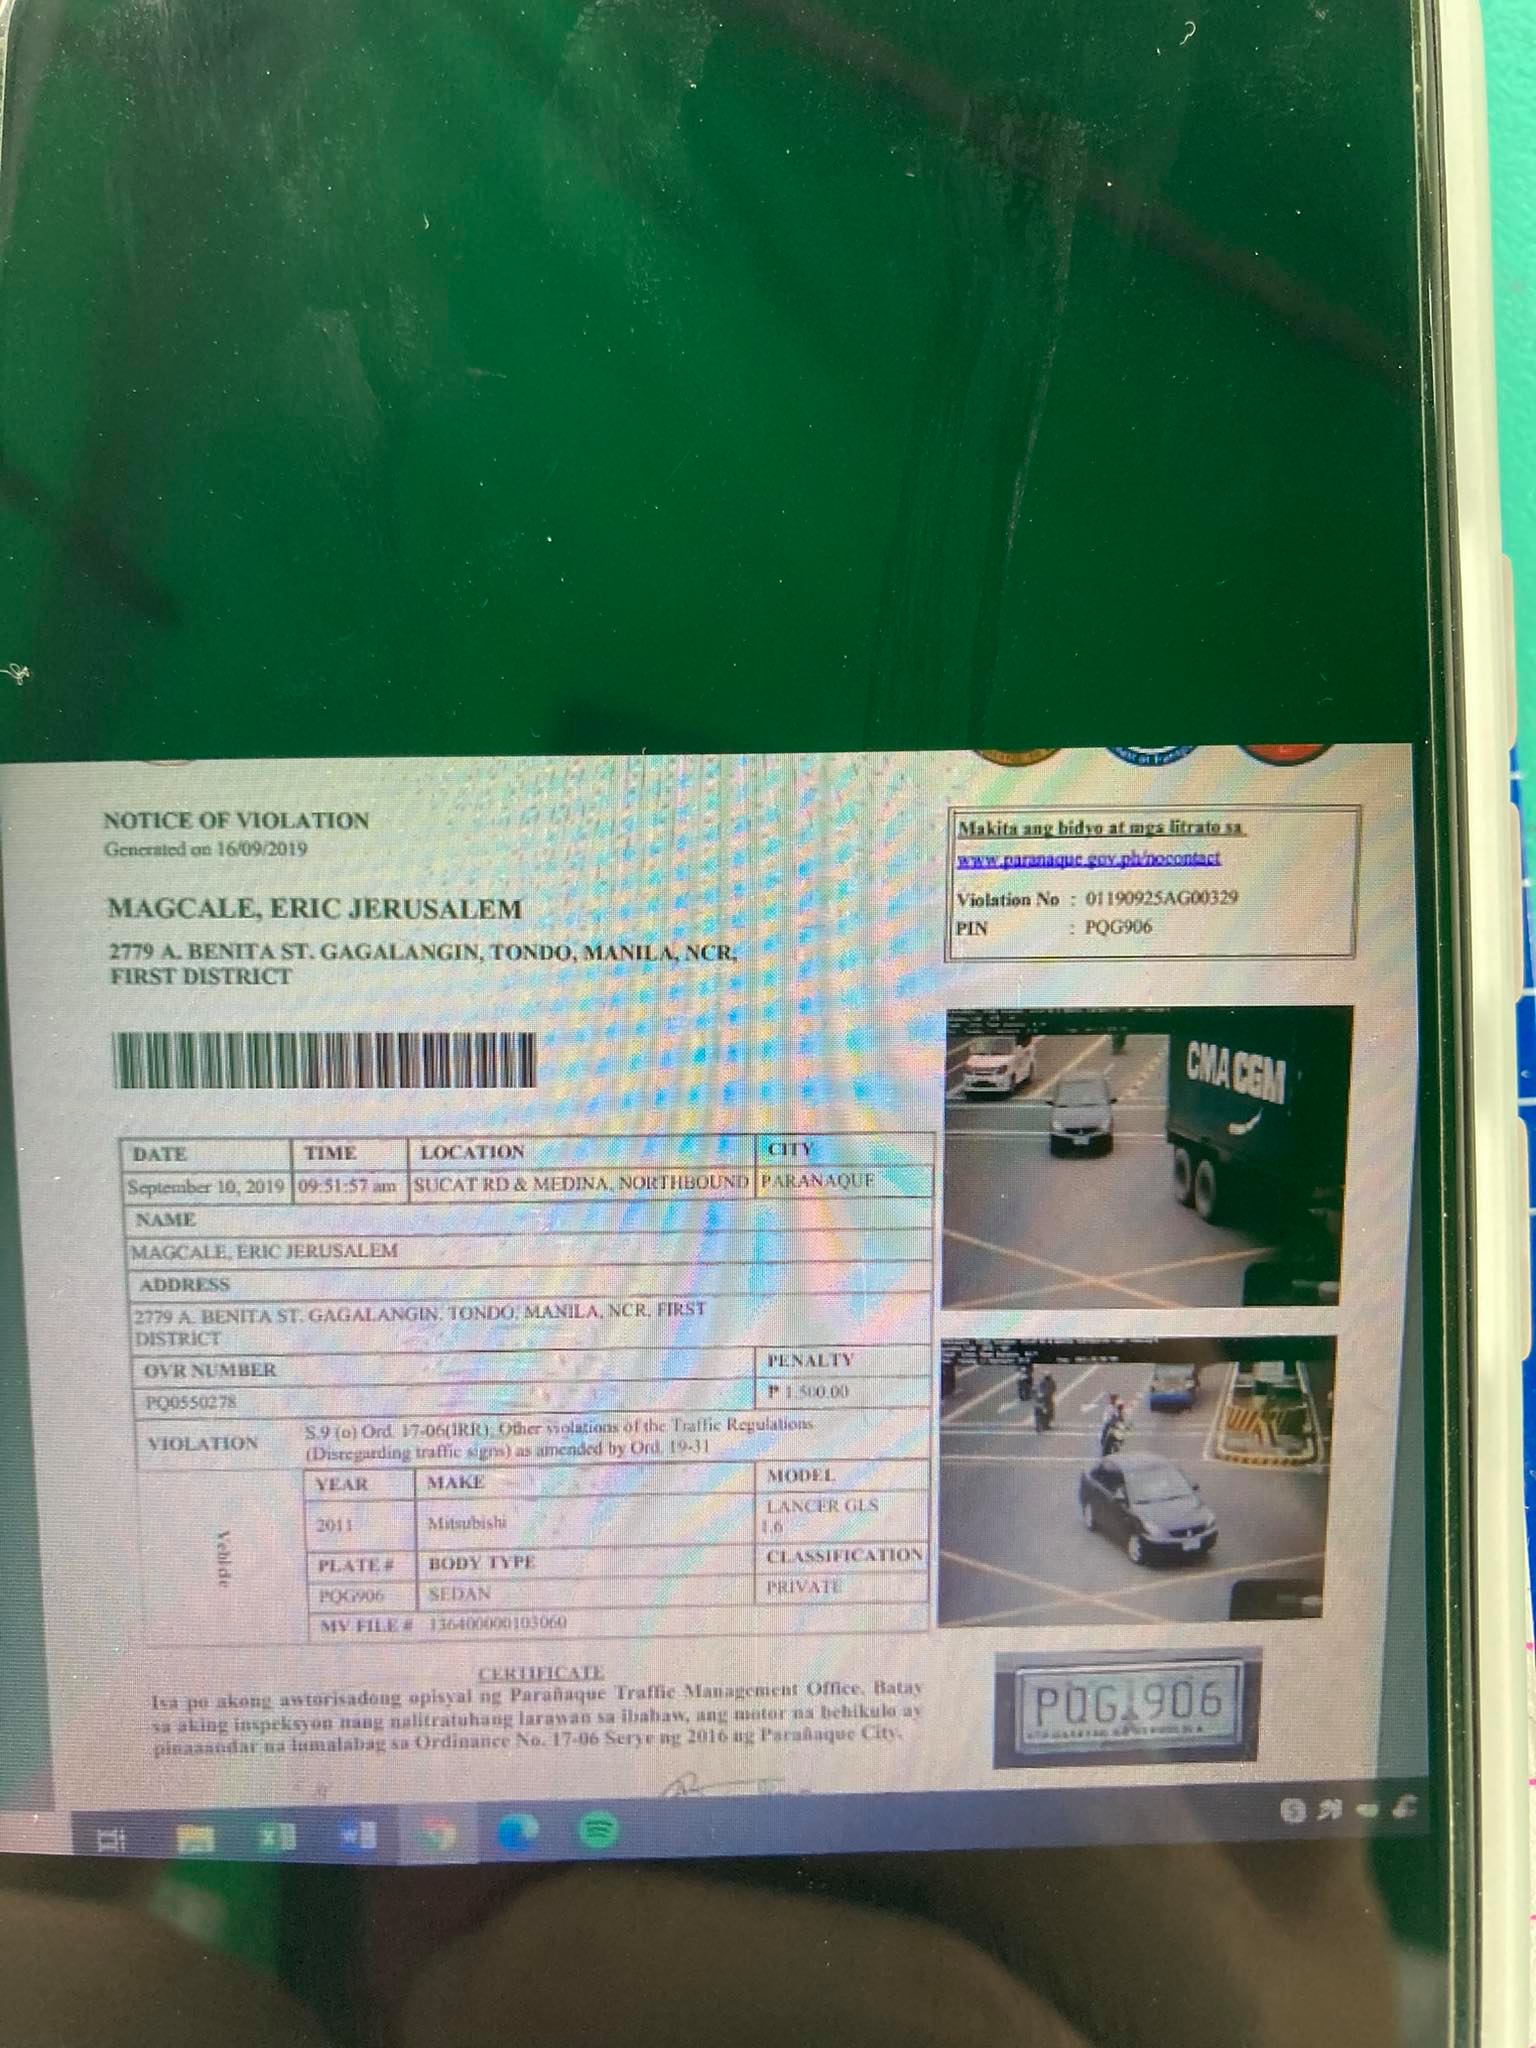 NOTICE OF VIOLATION
Generated on 16/09/2019
MAGCALE, ERIC JERUSALEM
2779 A. BENITA ST. GAGALANGIN, TONDO, MANILA, NCR,
FIRST DISTRICT
Makita ang bidyo at mga litrato sa
www.paranaque.gov.ph/nocontact
Violation No : 01190925AG00329
PIN : PQG906
CMA CGM
DATE TIME LOCATION CITY
September 10, 2019 09:51:57 am SUCAT RD & MEDINA, NORTHBOUND PARANAQUE
NAME
MAGCALE, ERIC JERUSALEM
ADDRESS
2779 A. BENITA ST. GAGALANGIN, TONDO, MANILA, NCR, FIRST
DISTRICT
OVR NUMBER PENALTY
PQ0550278 ₱ 1,500.00
VIOLATION S.9 (o) Ord. 17-06(IRR); Other violations of the Traffic Regulations
(Disregarding traffic signs) as amended by Ord. 19-31
Vehicle
YEAR MAKE MODEL
2011 Mitsubishi LANCER GLS
1.6
PLATE # BODY TYPE CLASSIFICATION
PQG906 SEDAN PRIVATE
MV FILE # 136400000103060
CERTIFICATE
Isa po akong awtorisadong opisyal ng Parañaque Traffic Management Office. Batay
sa aking inspeksyon nang nalitratuhang larawan sa ibabaw, ang motor na behikulo ay
pinaaandar na lumalabag sa Ordinance No. 17-06 Serye ng 2016 ng Parañaque City.
PQG 906